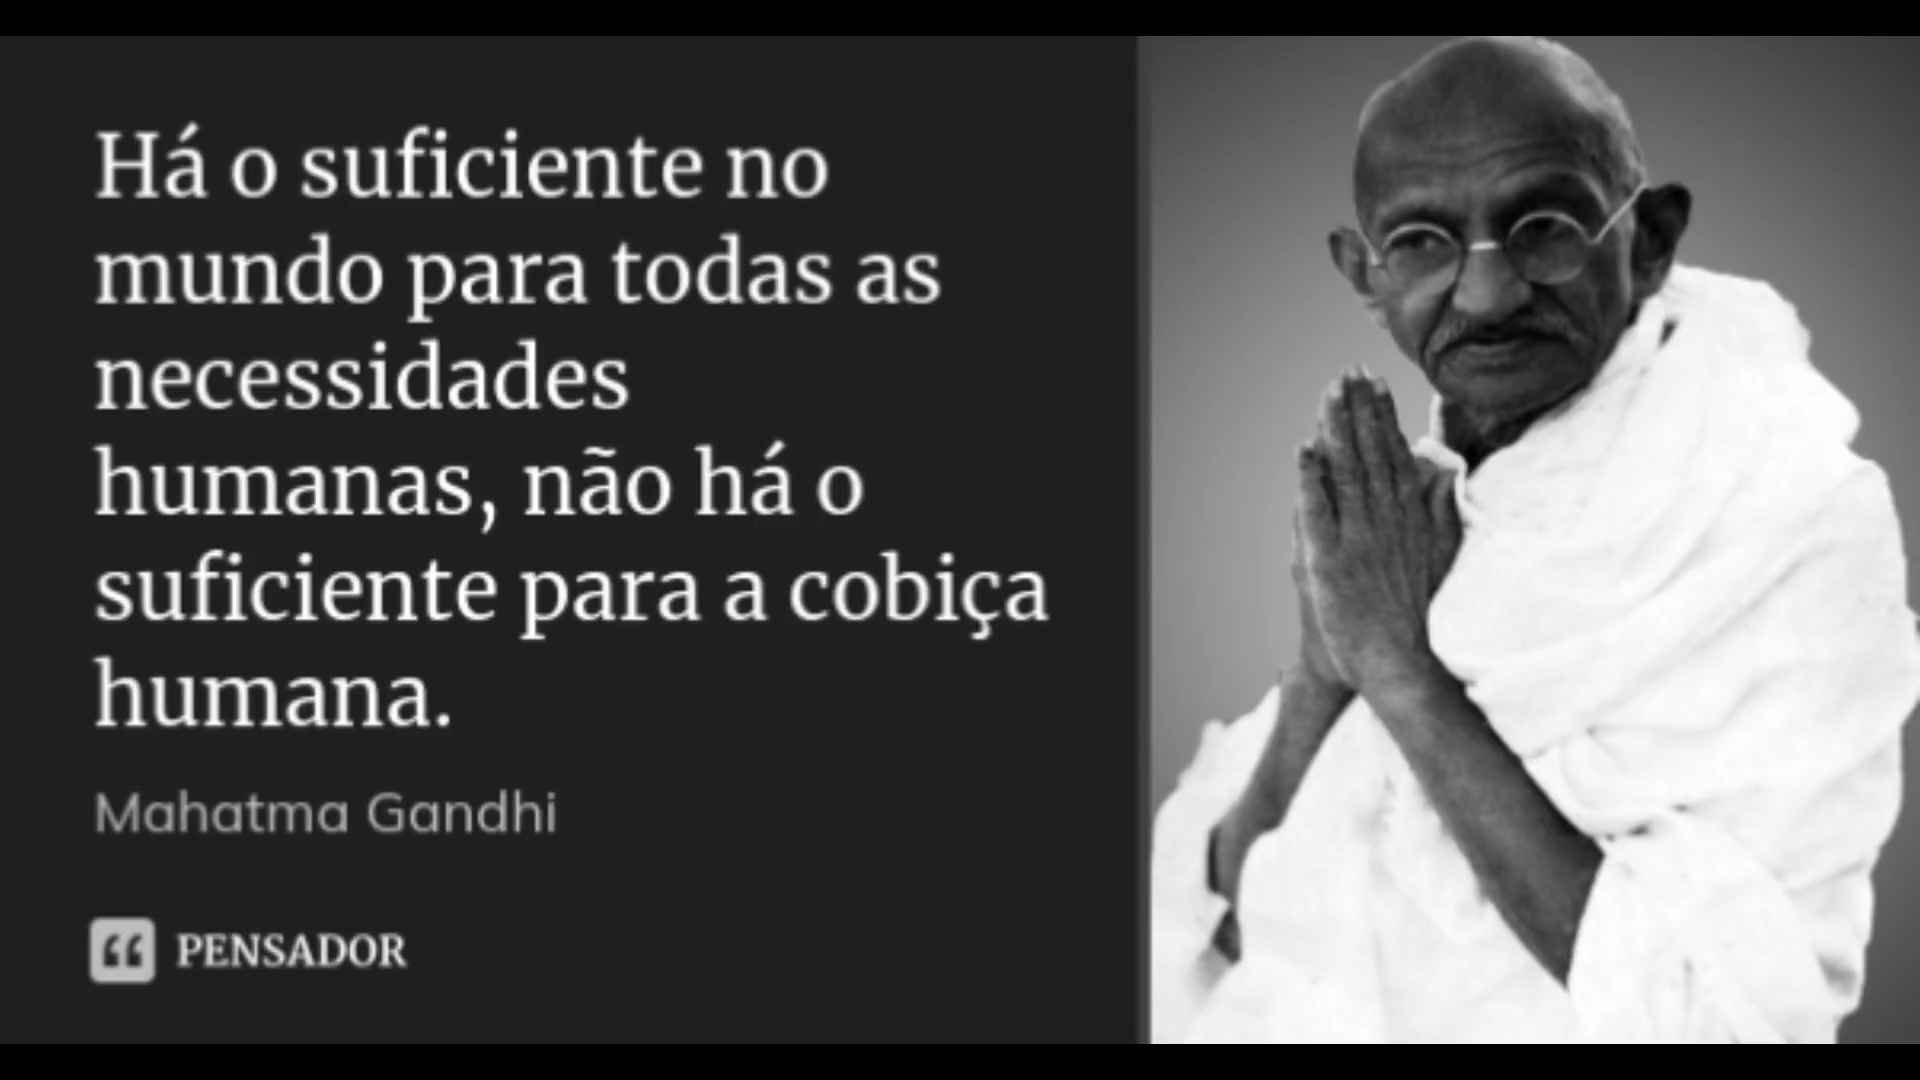 Há o suficiente no
mundo para todas as
necessidades
humanas, não há o
suficiente para a cobiça
humana.
Mahatma Gandhi
PENSADOR